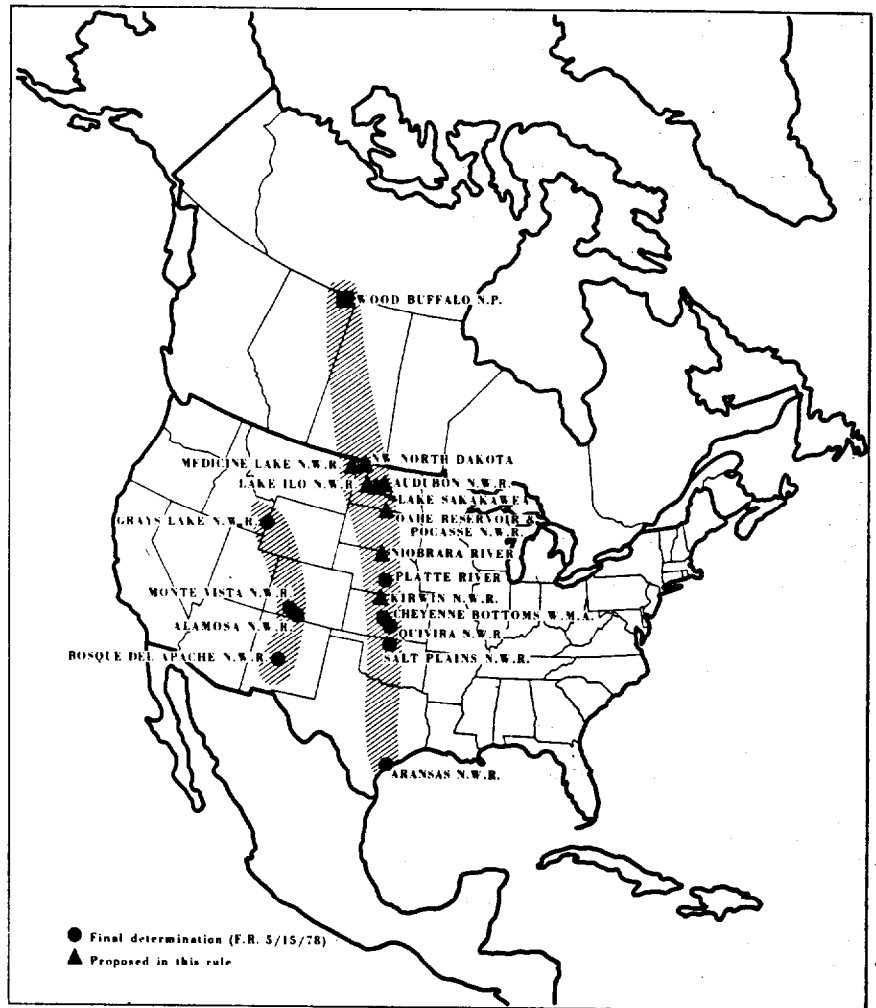 WOOD BUFFALO N.P.
MEDICINE LAKE N.W.R.
NW NORTH DAKOTA
LAKE ILO N.W.R.
AUDUBON N.W.R.
LAKE SAKAKAWEA
GRAYS LAKE N.W.R.
OAHE RESERVOIR &
POCASSE N.W.R.
NIOBRARA RIVER
PLATTE RIVER
MONTE VISTA N.W.R.
KIRWIN N.W.R.
CHEYENNE BOTTOMS W.M.A.
ALAMOSA N.W.R.
QUIVIRA N.W.R.
BOSQUE DEL APACHE N.W.R.
SALT PLAINS N.W.R.
ARANSAS N.W.R.
Final determination (F.R. 5/15/78)
Proposed in this rule